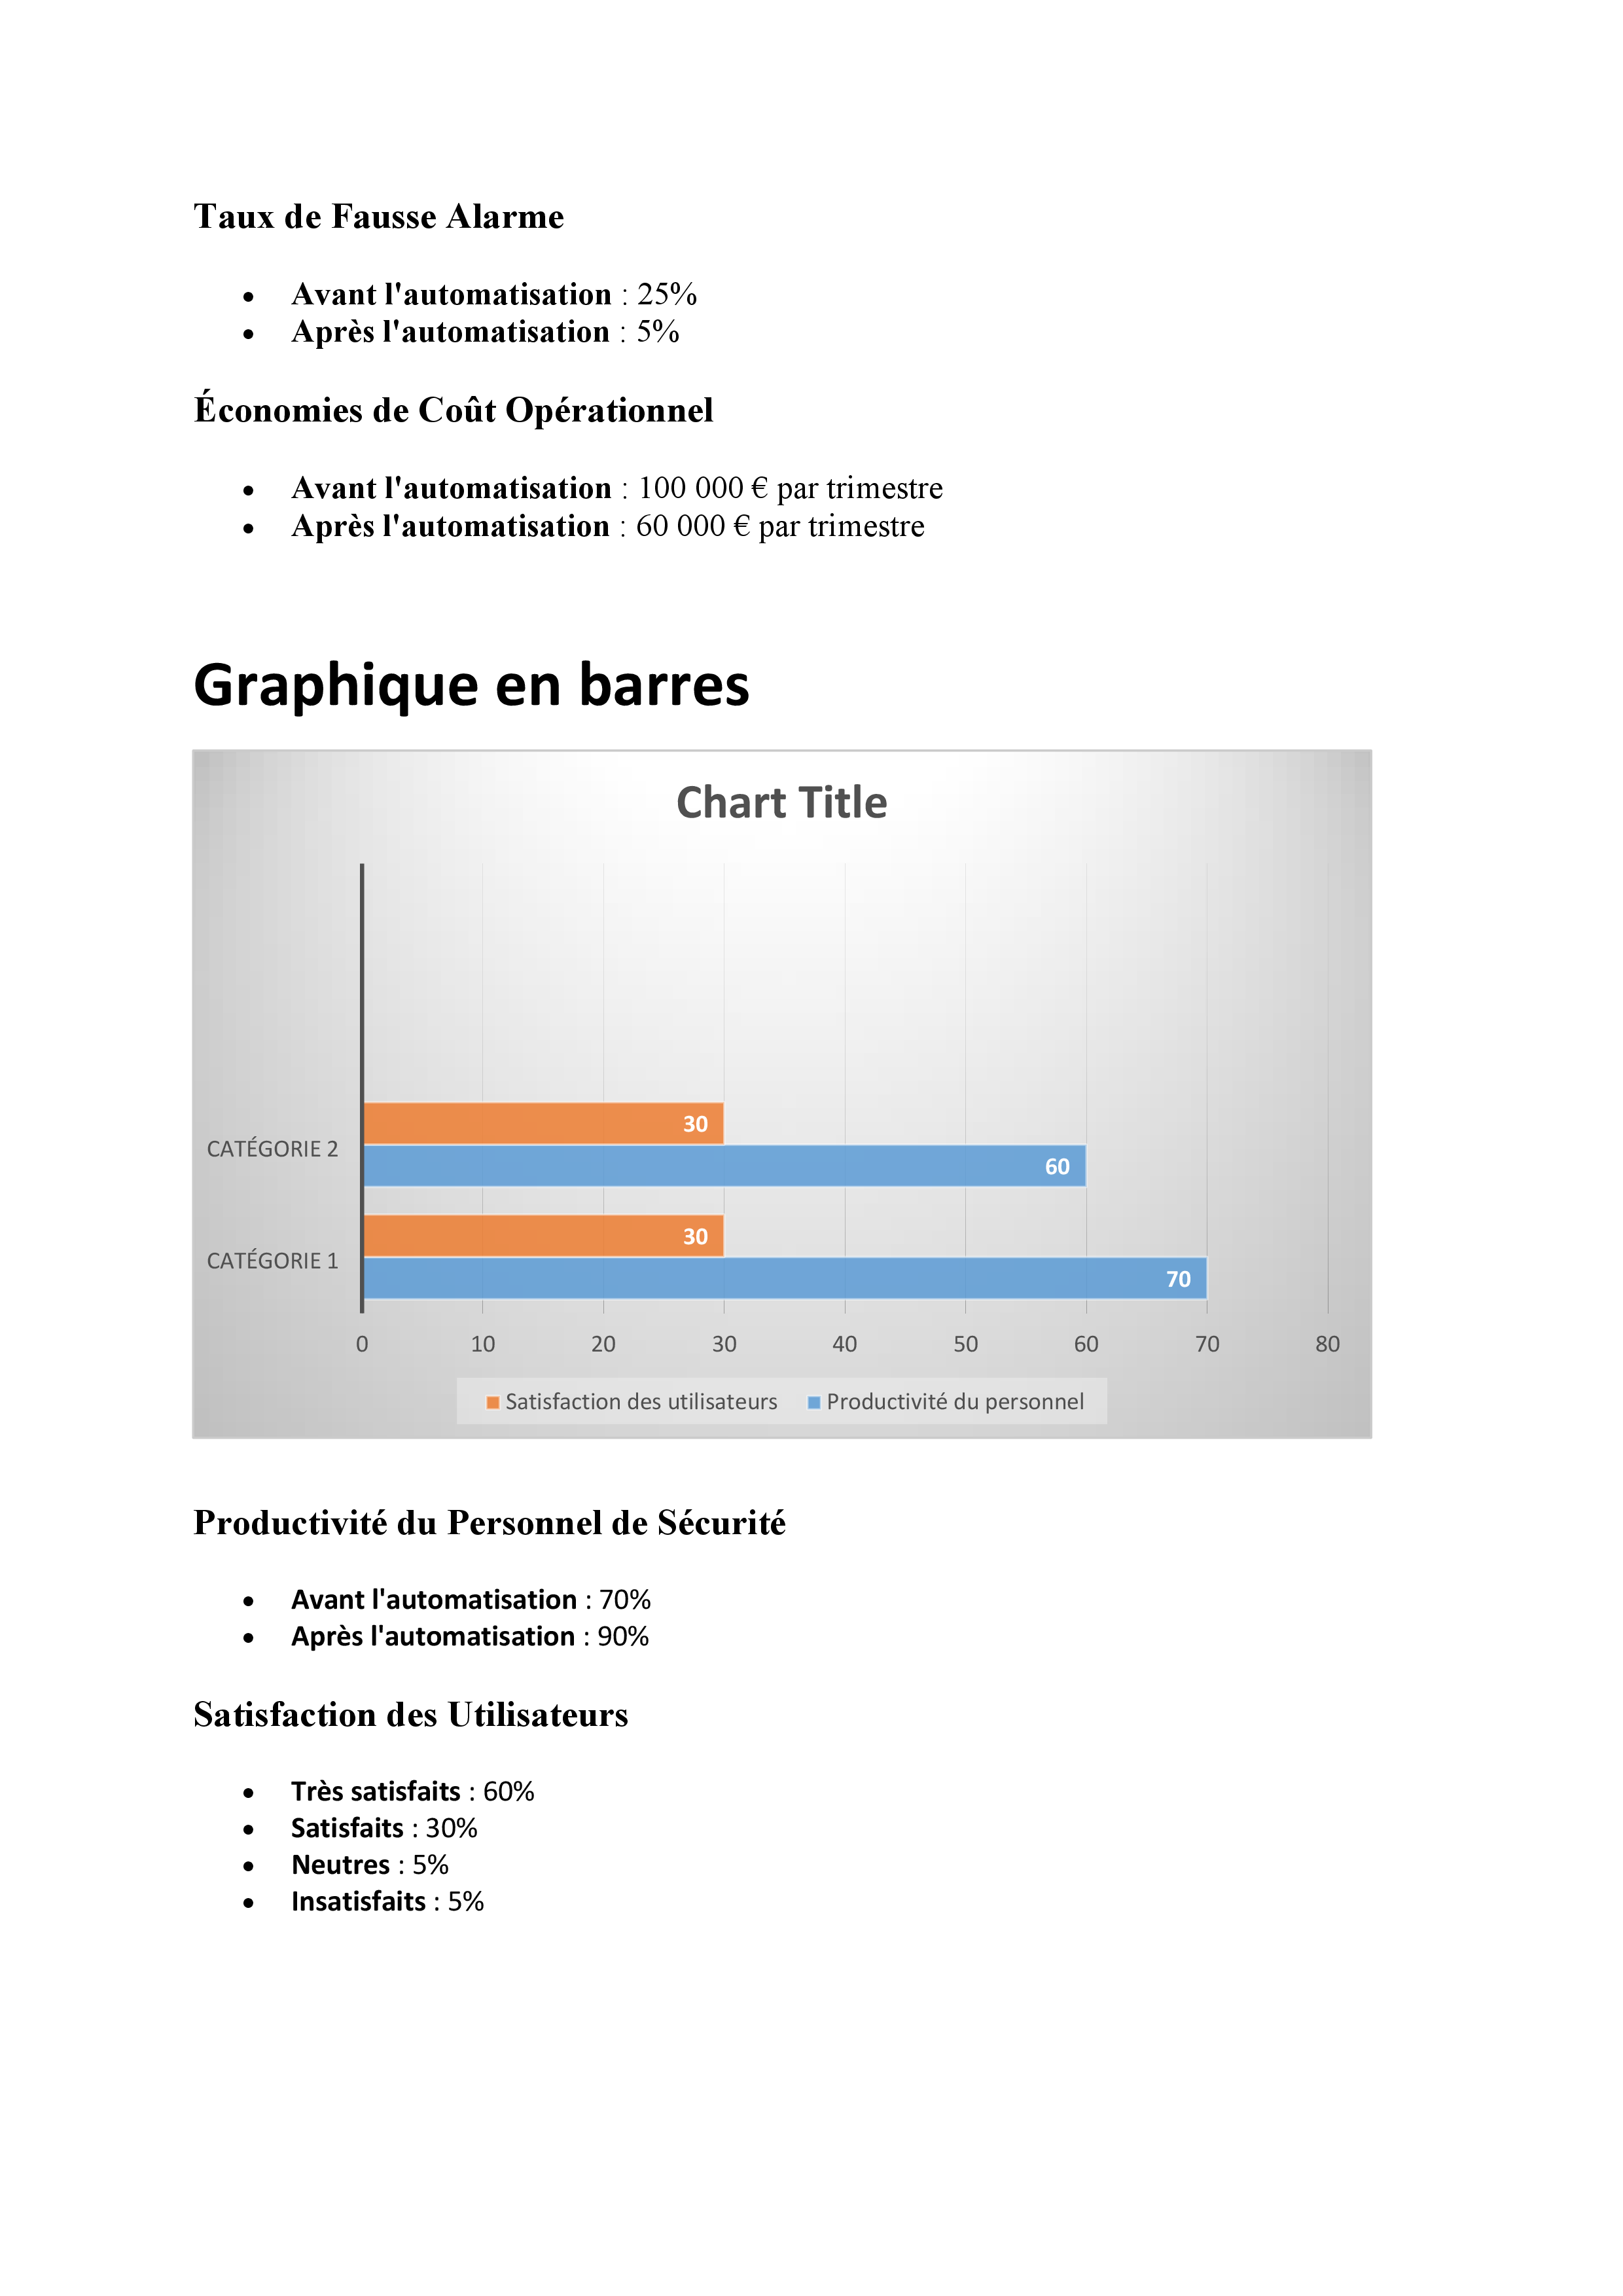 Taux de Fausse Alarme
• Avant l'automatisation : 25%
• Après l'automatisation : 5%
Économies de Coût Opérationnel
• Avant l'automatisation : 100 000 € par trimestre
• Après l'automatisation : 60 000 € par trimestre
Graphique en barres
Chart Title
30
CATÉGORIE 2
60
30
CATÉGORIE 1
70
0 10 20 30 40 50 60 70 80
Satisfaction des utilisateurs Productivité du personnel
Productivité du Personnel de Sécurité
• Avant l'automatisation : 70%
• Après l'automatisation : 90%
Satisfaction des Utilisateurs
• Très satisfaits : 60%
• Satisfaits : 30%
• Neutres : 5%
• Insatisfaits : 5%